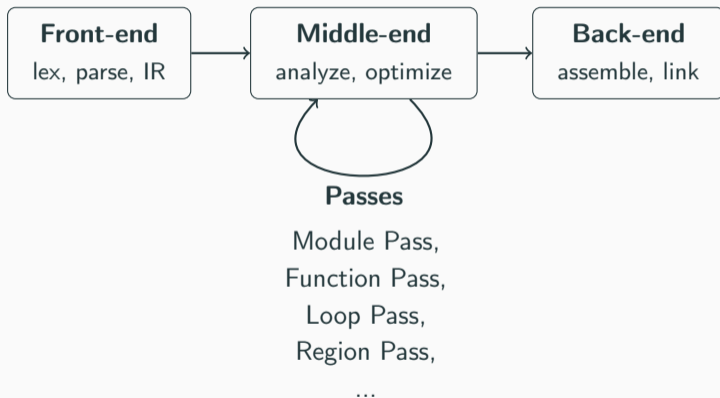 Front-end
lex, parse, IR
Middle-end
analyze, optimize
Back-end
assemble, link
Passes
Module Pass,
Function Pass,
Loop Pass,
Region Pass,
...